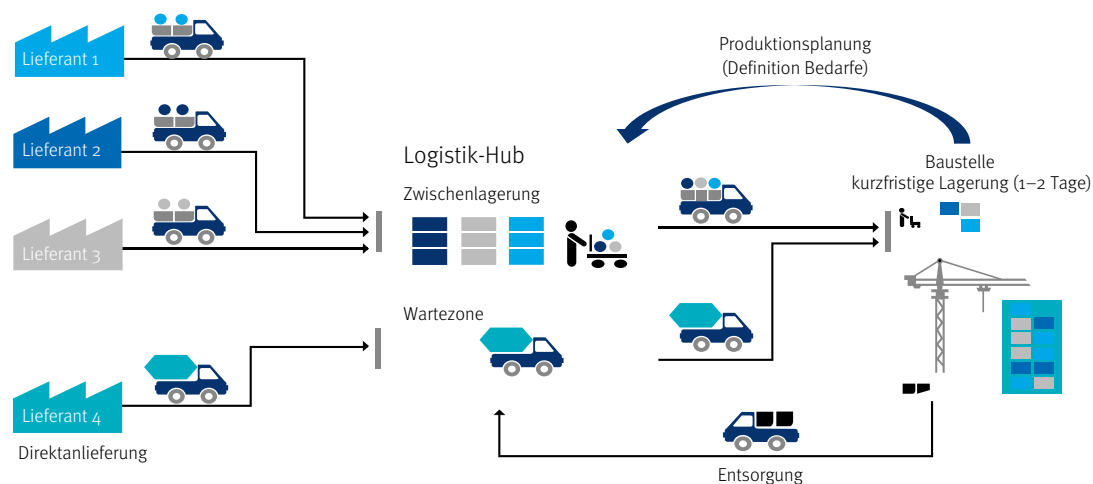 Lieferant 1
Lieferant 2
Lieferant 3
Lieferant 4
Direktanlieferung
Logistik-Hub
Zwischenlagerung
Wartezone
Produktionsplanung
(Definition Bedarfe)
Baustelle
kurzfristige Lagerung (1–2 Tage)
Entsorgung